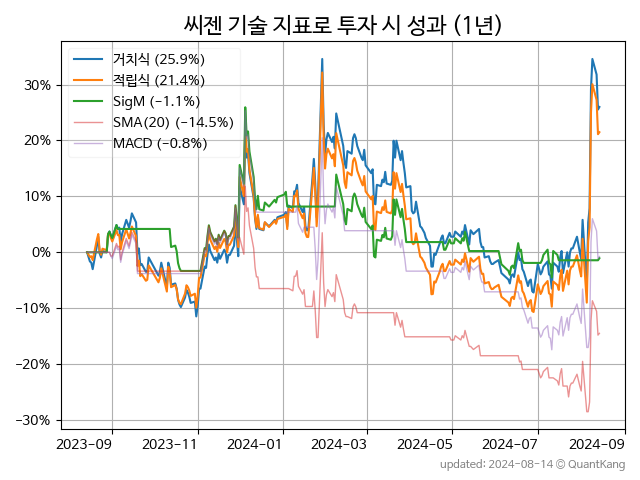 씨젠 기술 지표로 투자 시 성과 (1년)
거치식 (25.9%)
적립식 (21.4%)
SigM (−1.1%)
SMA(20) (−14.5%)
MACD (−0.8%)
30%
20%
10%
0%
−10%
−20%
−30%
2023-09 2023-11 2024-01 2024-03 2024-05 2024-07 2024-09
updated: 2024-08-14 @ QuantKang